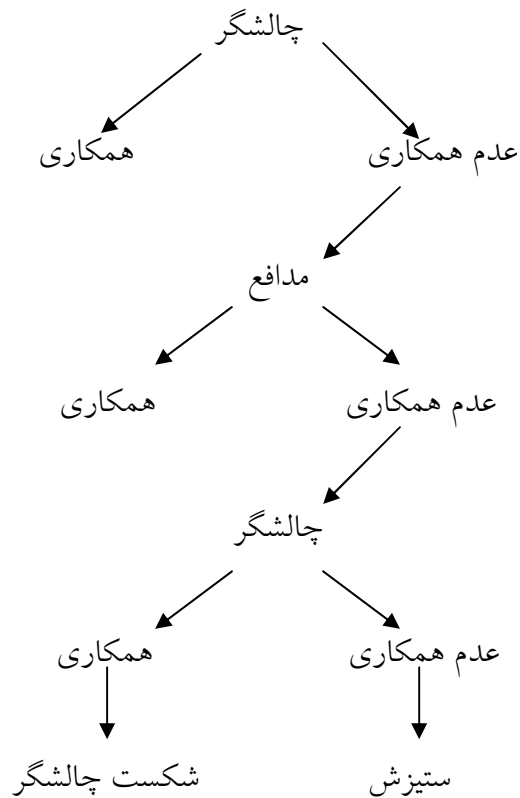 چالشگر
عدم همکاری همکاری
مدافع
عدم همکاری همکاری
چالشگر
عدم همکاری همکاری
ستیزش شکست چالشگر